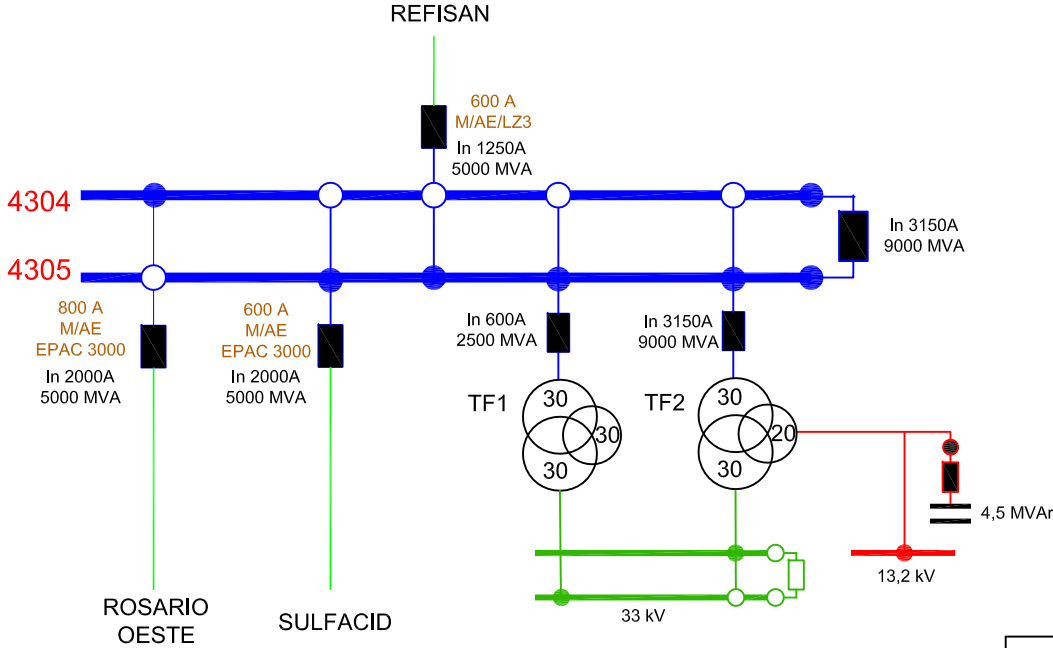 REFISAN
600 A
M/AE/LZ3
In 1250A
5000 MVA
4304
In 3150A
9000 MVA
4305
800 A
M/AE
EPAC 3000
In 2000A
5000 MVA
600 A
M/AE
EPAC 3000
In 2000A
5000 MVA
In 600A
2500 MVA
In 3150A
9000 MVA
TF1
30
30
30
TF2
30
20
30
4,5 MVAr
13,2 kV
33 kV
ROSARIO
OESTE
SULFACID